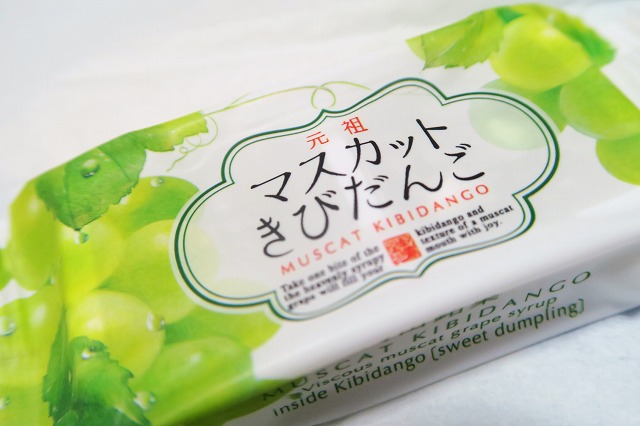 元祖
マスカット
きびだんご
MUSCAT KIBIDANGO
Take one bite of the
the heavenly syrupy
grape will fill your
kibidango and
texture of a muscat
mouth with joy.
MUSCAT KIBIDANGO
viscous muscat grape syrup
inside Kibidango [sweet dumpling]